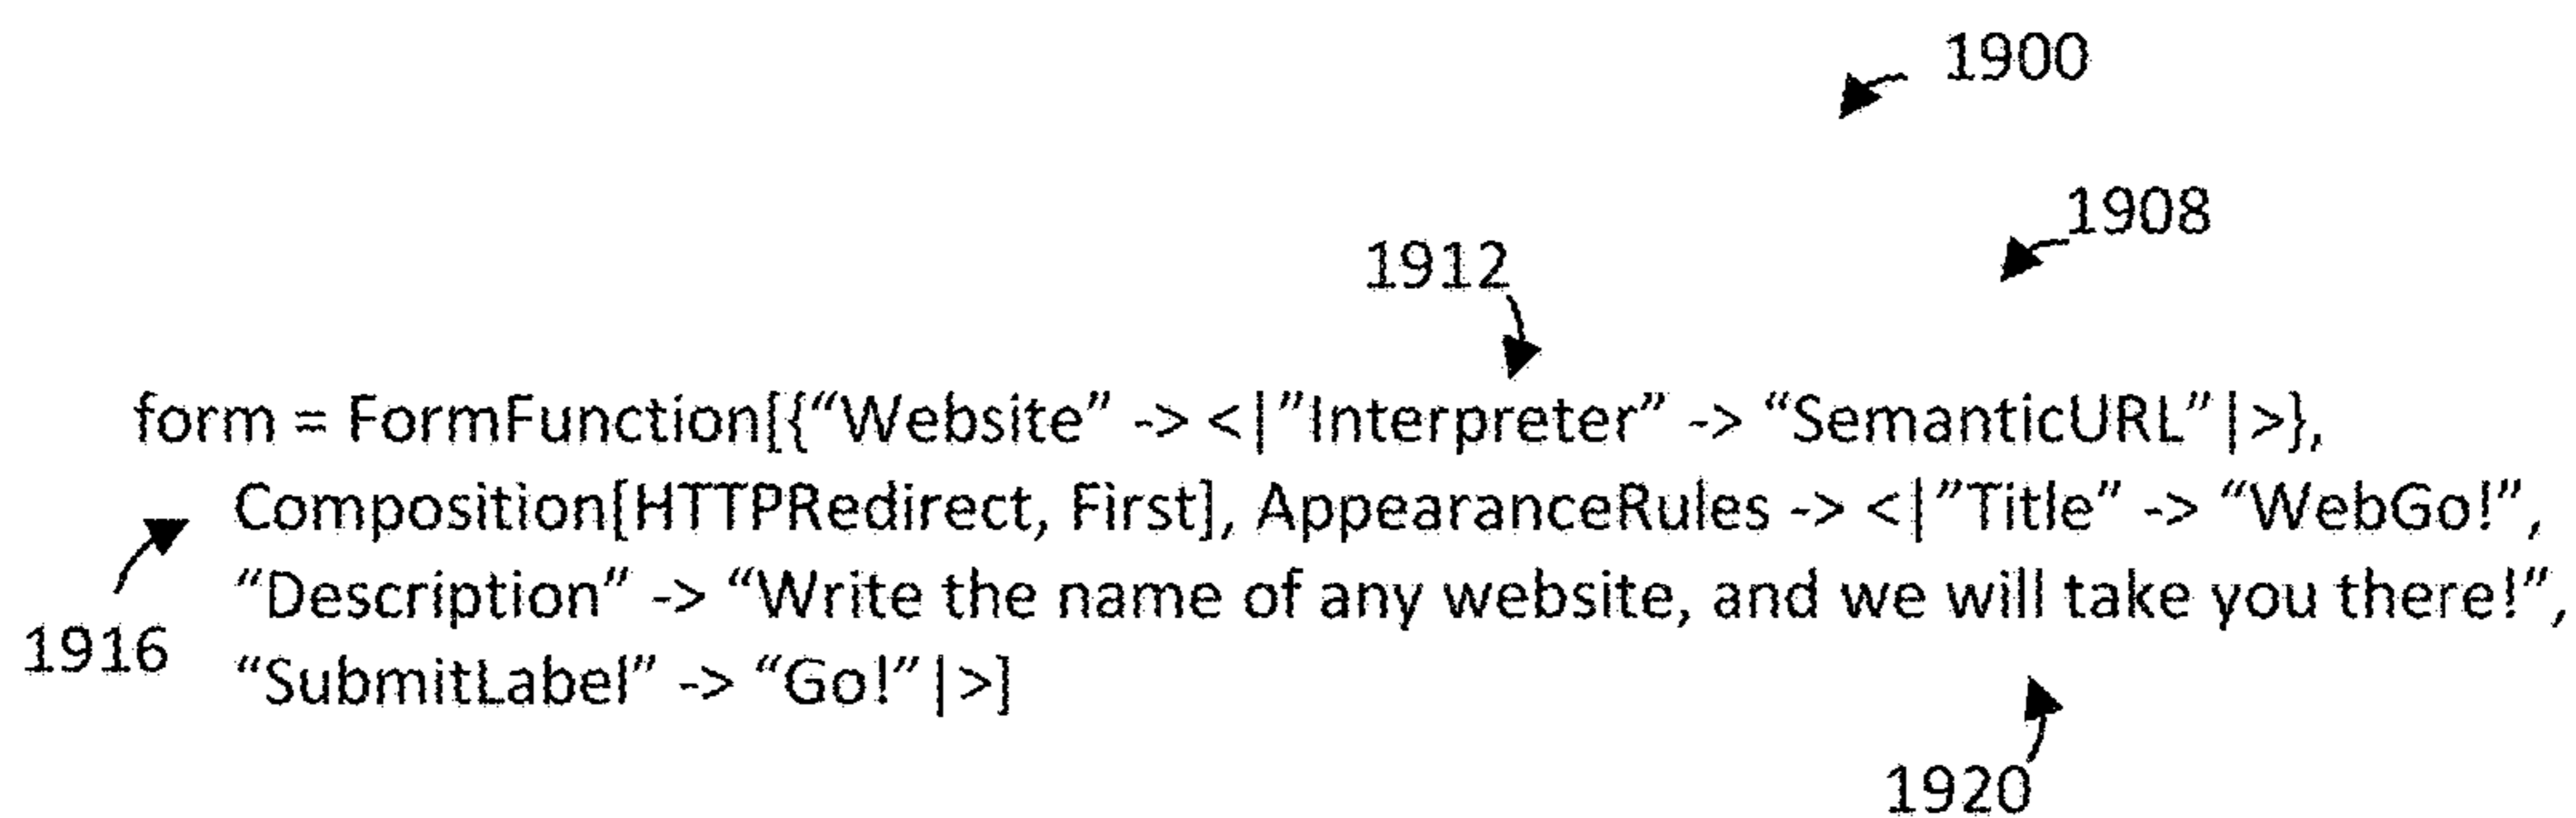 1900
1908
1912
form = FormFunction[{“Website” -> <|”Interpreter” -> “SemanticURL”|>},
Composition[HTTPRedirect, First], AppearanceRules -> <|”Title” -> “WebGo!”,
“Description” -> “Write the name of any website, and we will take you there!”,
1916
“SubmitLabel” -> “Go!”|>]
1920